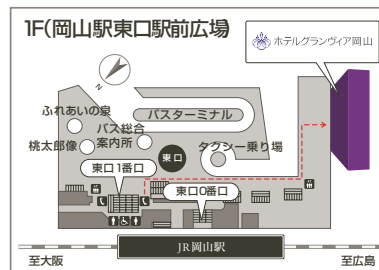 1F(岡山駅東口駅前広場)
ホテルグランヴィア岡山
N
ふれあいの泉
バスターミナル
バス総合
案内所
桃太郎像
東口
タクシー乗り場
東口1番口
東口0番口
JR岡山駅
至大阪
至広島